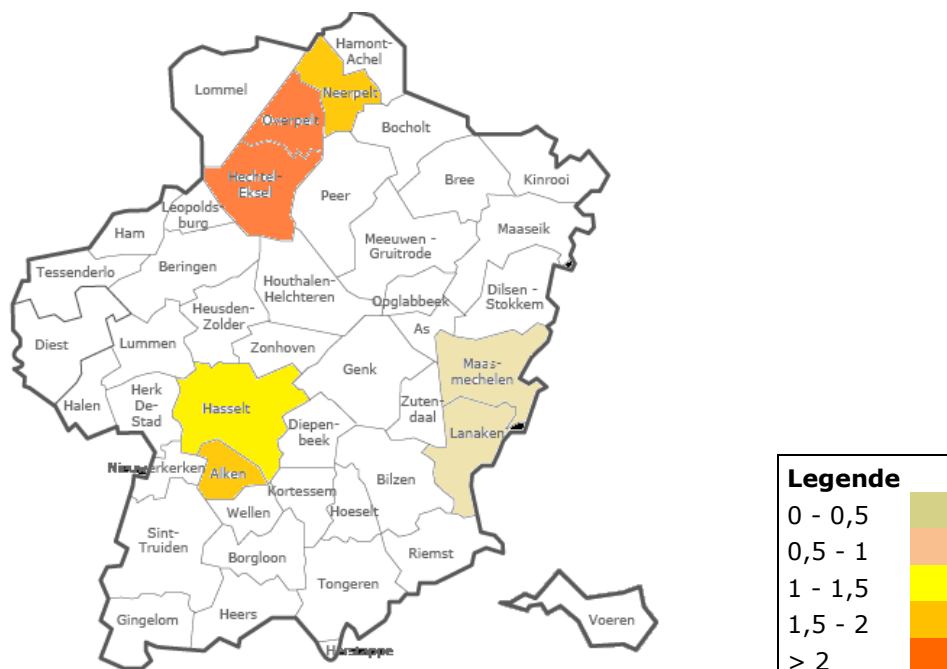 Hamont-
Achel
Lommel
Neerpelt
Overpelt
Bocholt
Hechtel-
Eksel
Peer
Bree
Kinrooi
Leopolds-
burg
Ham
Maaseik
Meeuwen -
Gruitrode
Tessenderlo
Beringen
Houthalen-
Helchteren
Opglabbeek
Dilsen -
Stokkem
Heusden-
Zolder
As
Diest
Lummen
Zonhoven
Genk
Maas-
mechelen
Halen
Herk
De-
Stad
Hasselt
Diepen-
beek
Zuten-
daal
Lanaken
Nieuwerkerken
Alken
Kortessem
Bilzen
Wellen
Hoeselt
Sint-
Truiden
Borgloon
Riemst
Tongeren
Gingelom
Heers
Voeren
Herstappe
Legende
0 - 0,5
0,5 - 1
1 - 1,5
1,5 - 2
> 2